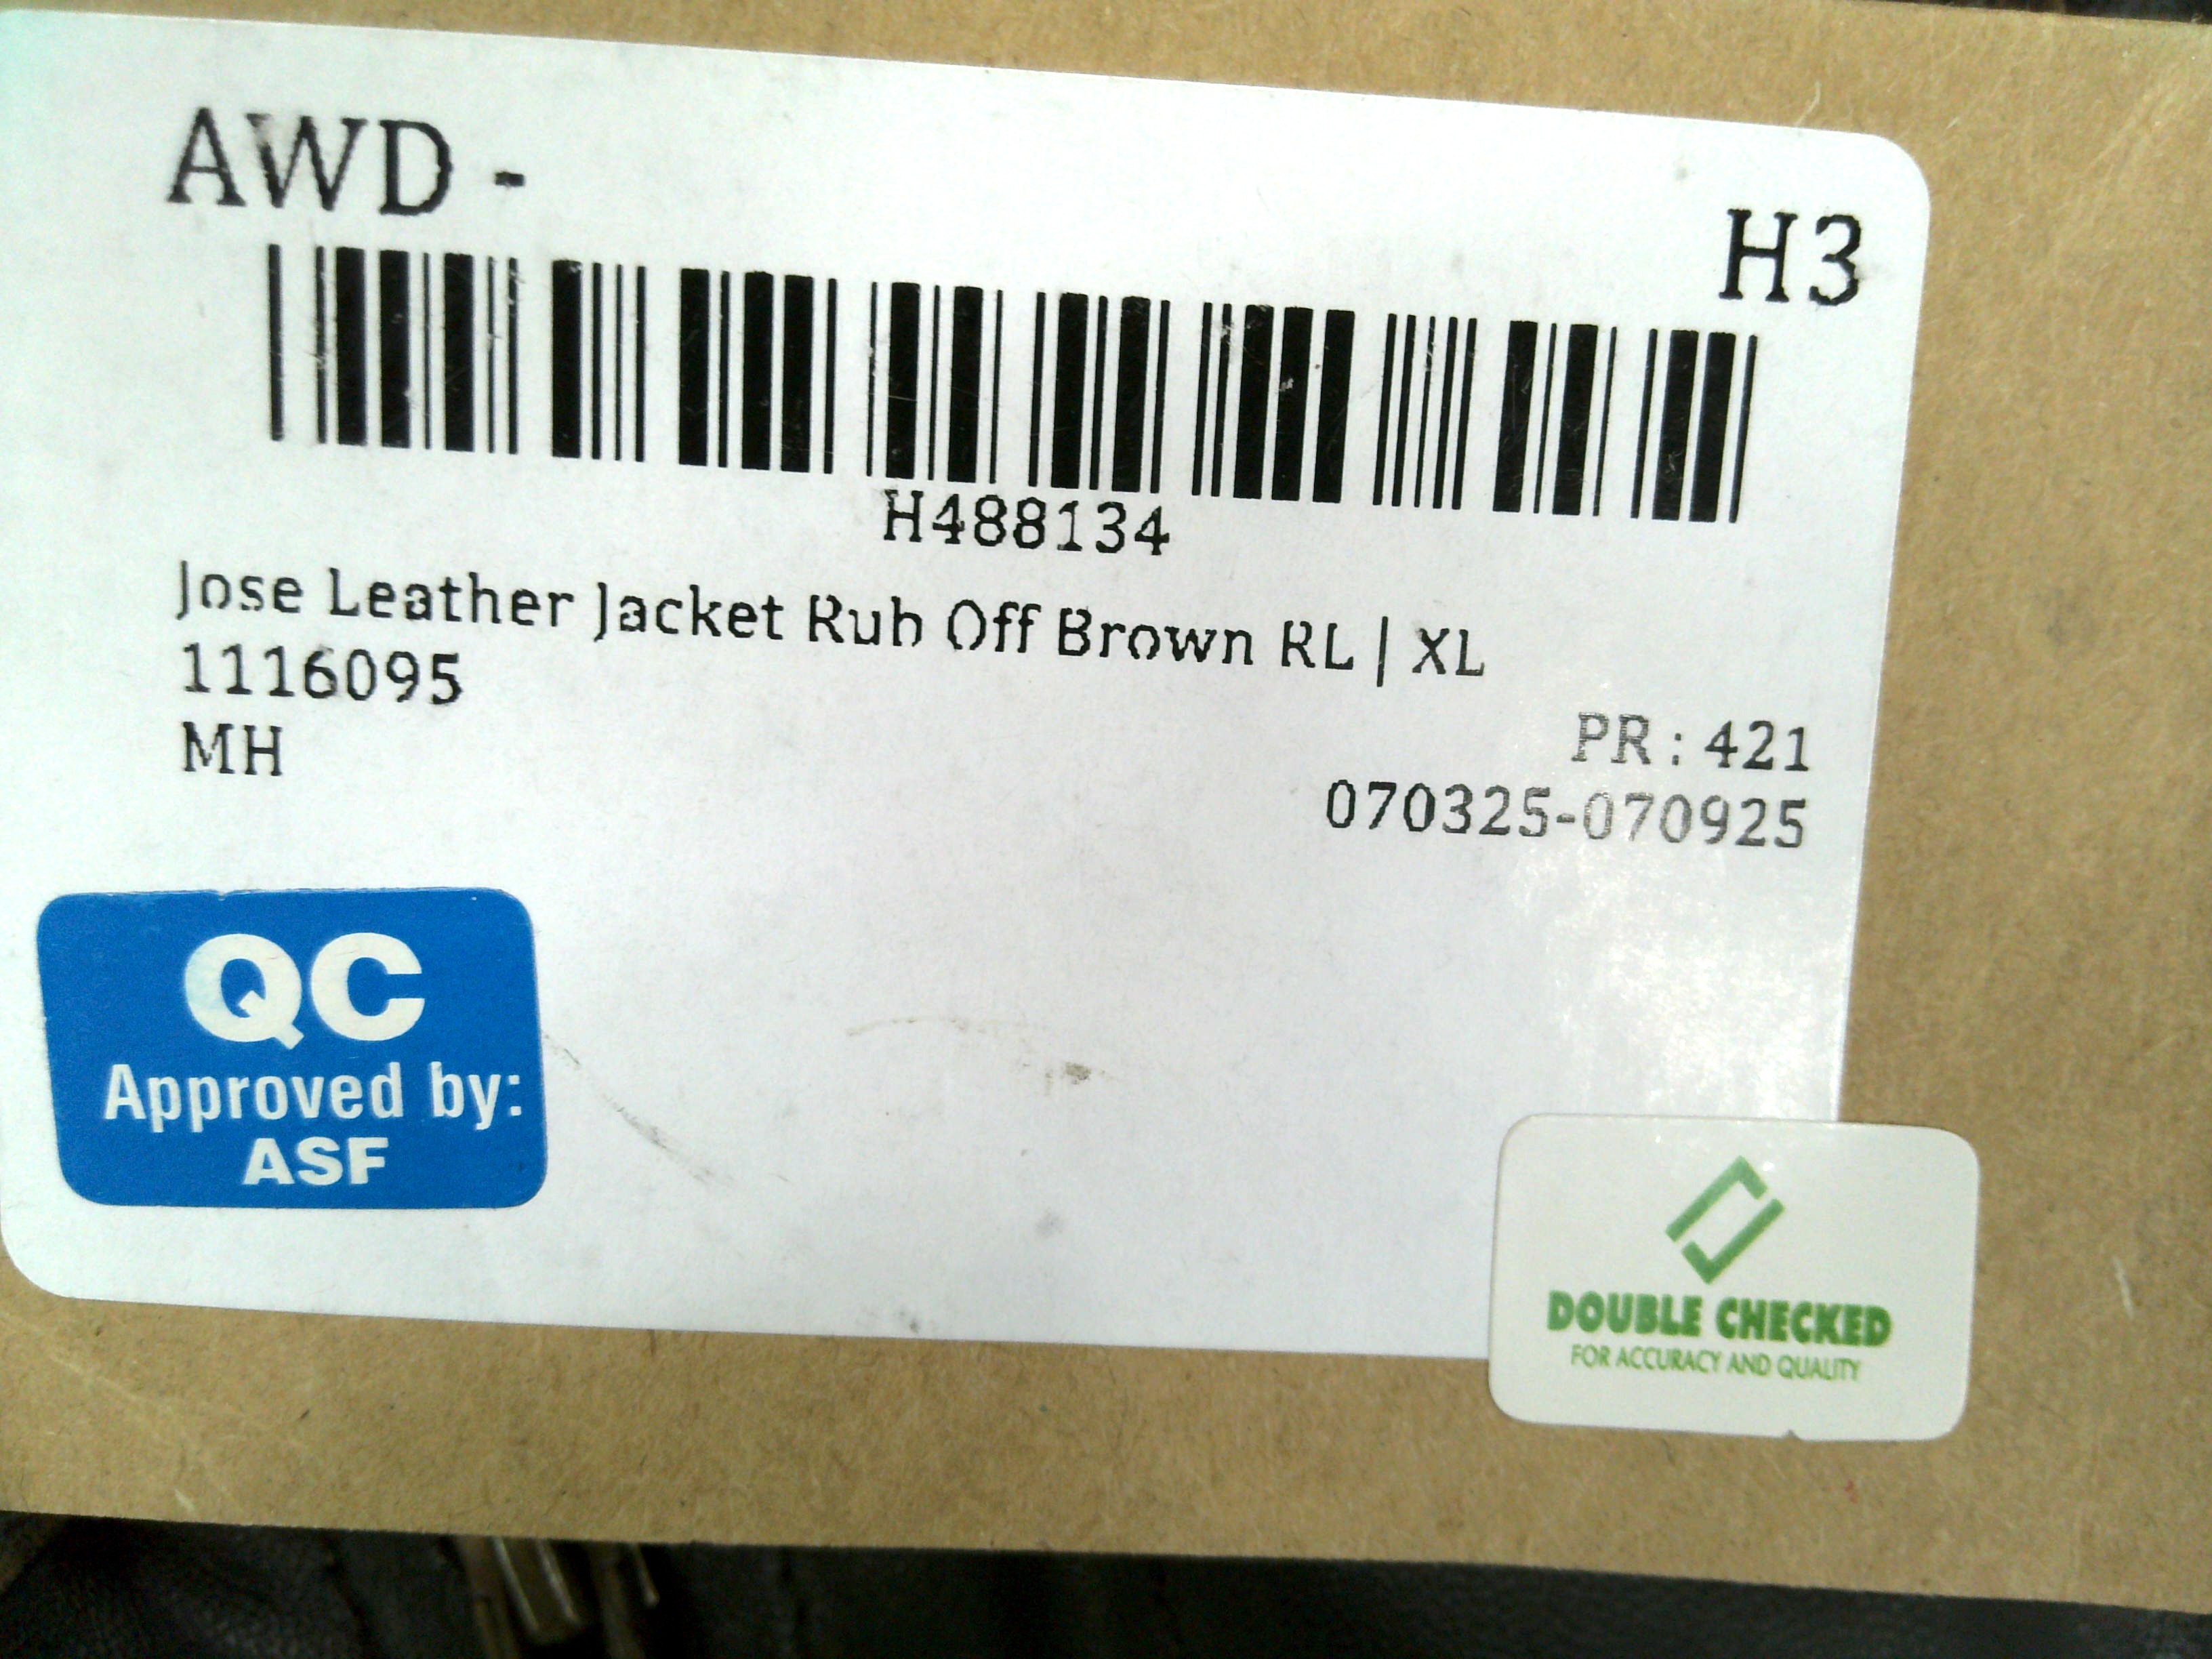 AWD -
H3
H488134
Jose Leather Jacket Rub Off Brown RL | XL
1116095
MH
PR : 421
070325-070925
QC
Approved by:
ASF
DOUBLE CHECKED
FOR ACCURACY AND QUALITY